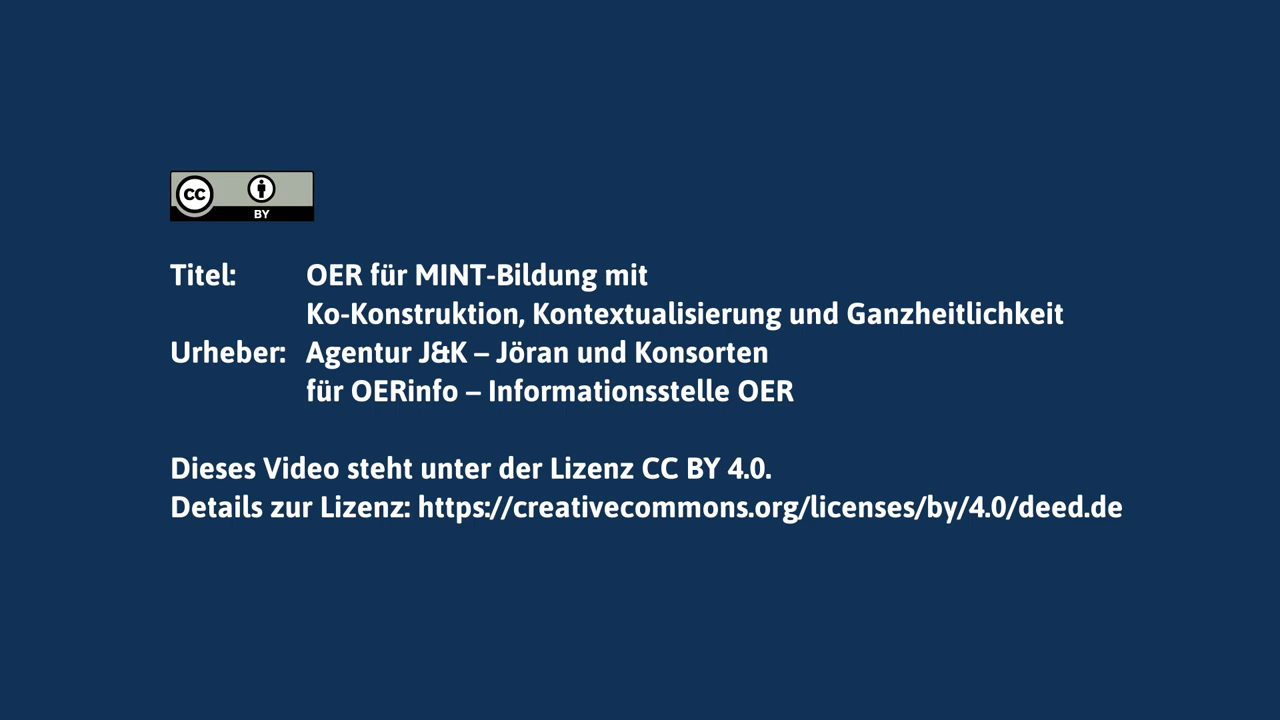 CC
BY
Titel: OER für MINT-Bildung mit
Ko-Konstruktion, Kontextualisierung und Ganzheitlichkeit
Urheber: Agentur J&K – Jöran und Konsorten
für OERinfo – Informationsstelle OER
Dieses Video steht unter der Lizenz CC BY 4.0.
Details zur Lizenz: https://creativecommons.org/licenses/by/4.0/deed.de